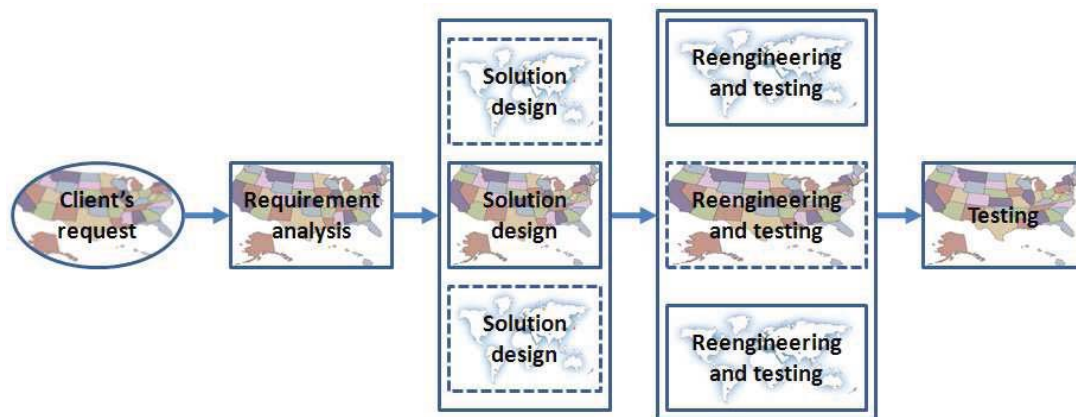 Client's
request
Requirement
analysis
Solution
design
Solution
design
Solution
design
Reengineering
and testing
Reengineering
and testing
Reengineering
and testing
Testing